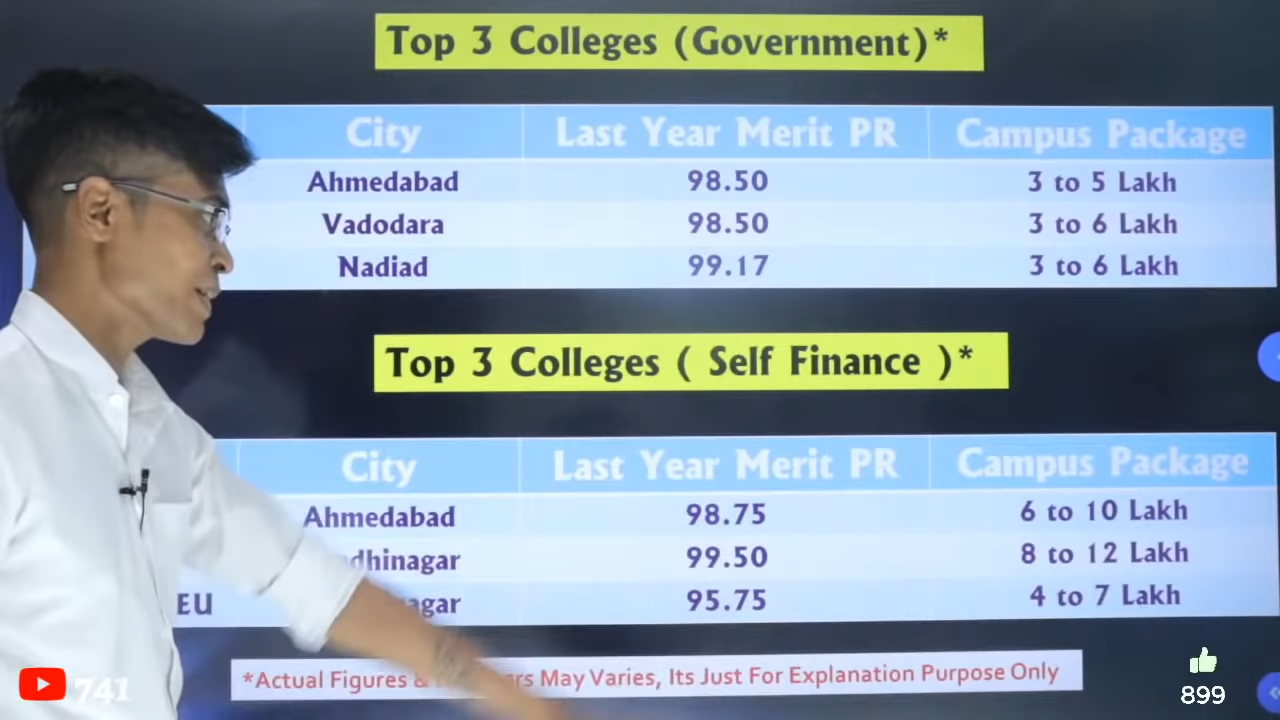 Top 3 Colleges (Government)*
City Last Year Merit PR Campus Package
Ahmedabad 98.50 3 to 5 Lakh
Vadodara 98.50 3 to 6 Lakh
Nadiad 99.17 3 to 6 Lakh
Top 3 Colleges ( Self Finance )*
City Last Year Merit PR Campus Package
Ahmedabad 98.75 6 to 10 Lakh
99.50 8 to 12 Lakh
EU 95.75 4 to 7 Lakh
*Actual Figures & May Varies, Its Just For Explanation Purpose Only
741
899